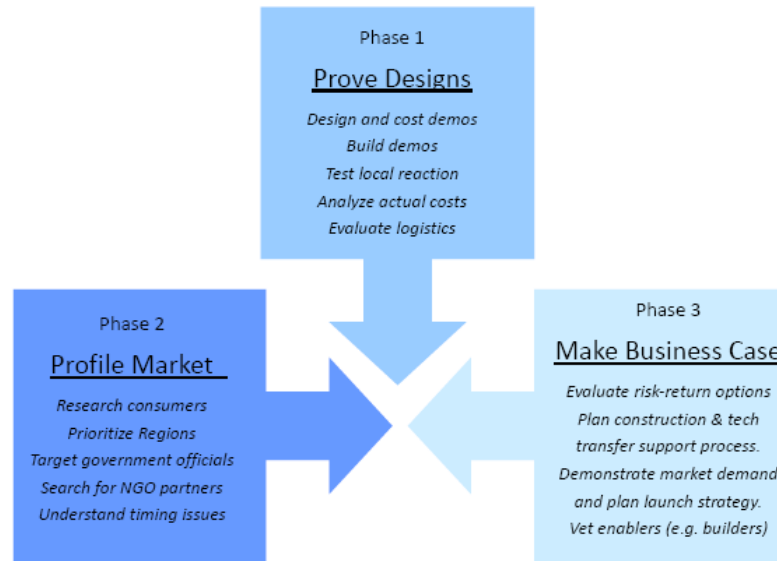 Phase 1
Prove Designs
Design and cost demos
Build demos
Test local reaction
Analyze actual costs
Evaluate logistics
Phase 2
Profile Market
Research consumers
Prioritize Regions
Target government officials
Search for NGO partners
Understand timing issues
Phase 3
Make Business Case
Evaluate risk-return options
Plan construction & tech
transfer support process.
Demonstrate market demand
and plan launch strategy.
Vet enablers (e.g. builders)